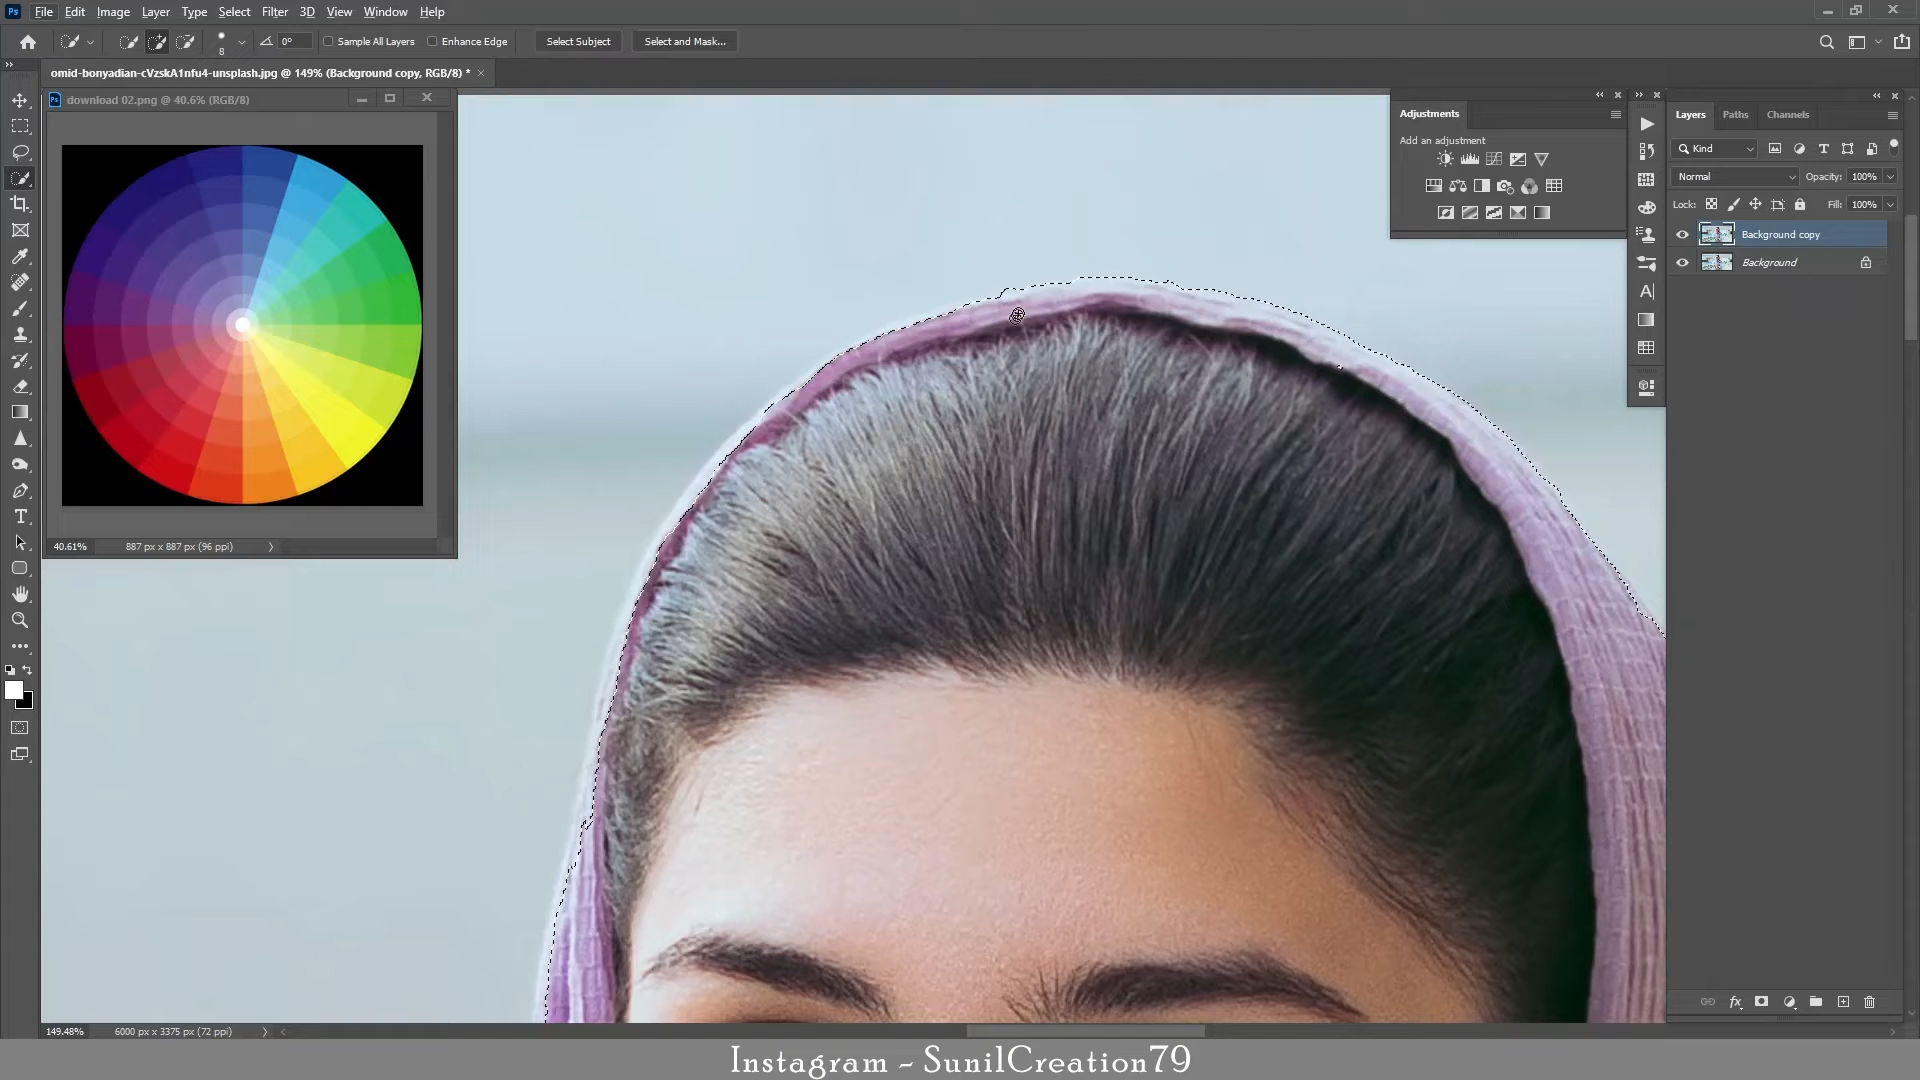 Ps File Edit Image Layer Type Select Filter 3D View Window Help
8 0° Sample All Layers Enhance Edge Select Subject Select and Mask...
omid-bonyadian-cVzskA1nfu4-unsplash.jpg @ 149% (Background copy, RGB/8) *
Ps download 02.png @ 40.6% (RGB/8)
40.61% 887 px x 887 px (96 ppi)
Adjustments
Add an adjustment
Layers Paths Channels
Kind
Normal Opacity: 100%
Lock: Fill: 100%
Background copy
Background
149.48% 6000 px x 3375 px (72 ppi)
Instagram - SunilCreation79